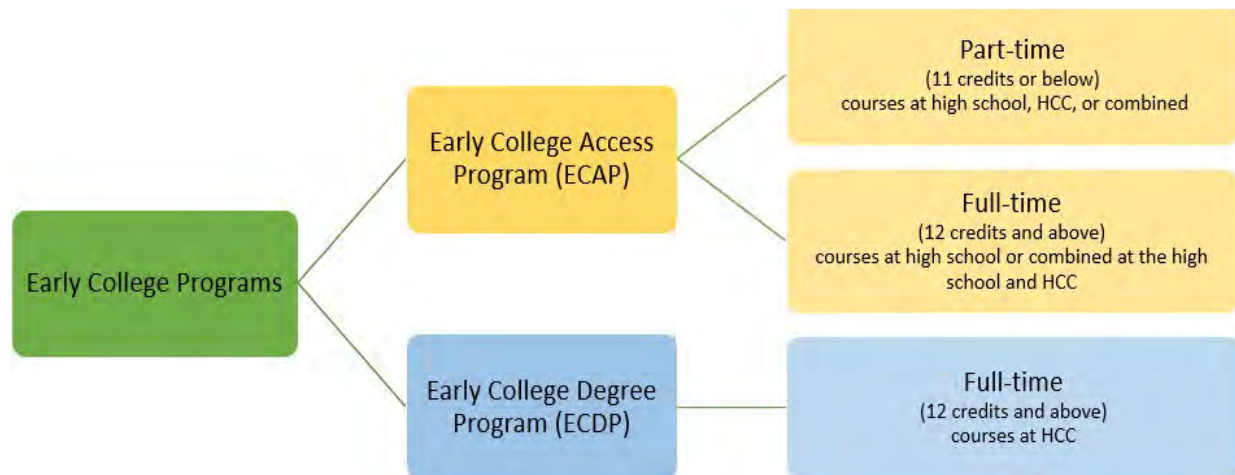 Early College Programs
Early College Access
Program (ECAP)
Part-time
(11 credits or below)
courses at high school, HCC, or combined
Full-time
(12 credits and above)
courses at high school or combined at the high
school and HCC
Early College Degree
Program (ECDP)
Full-time
(12 credits and above)
courses at HCC